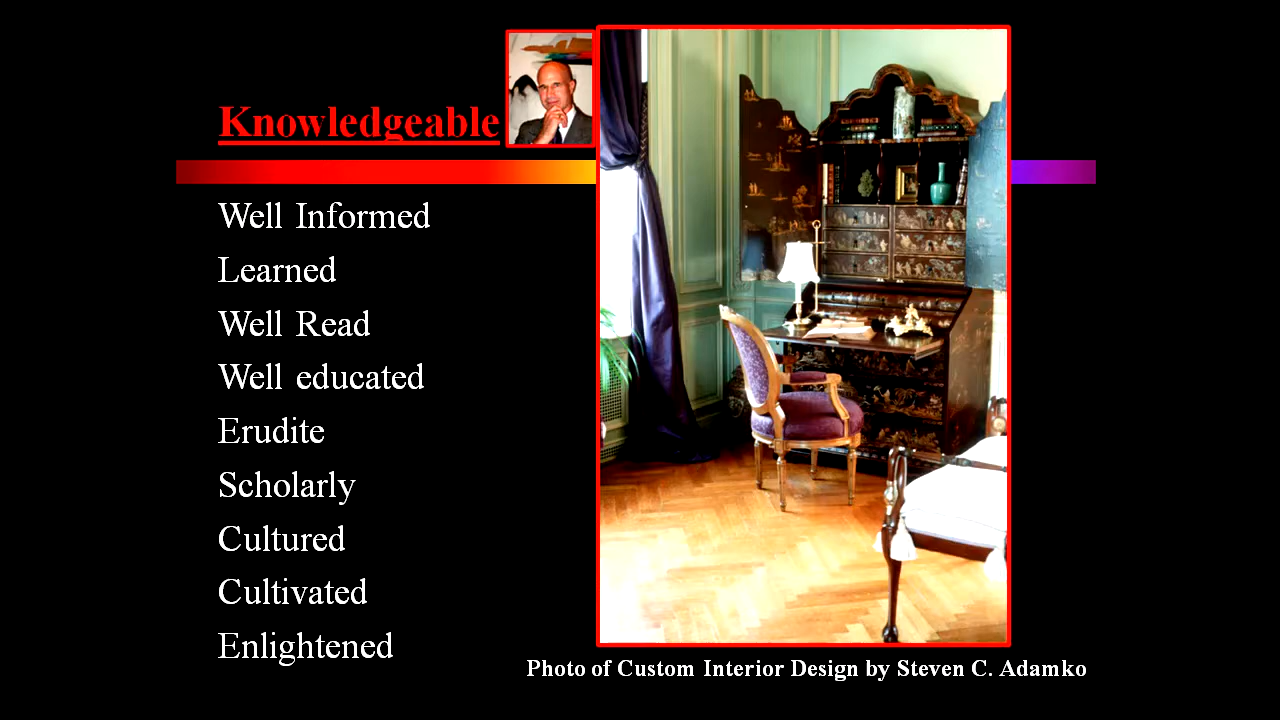 Knowledgeable
Well Informed
Learned
Well Read
Well educated
Erudite
Scholarly
Cultured
Cultivated
Enlightened
Photo of Custom Interior Design by Steven C. Adamko